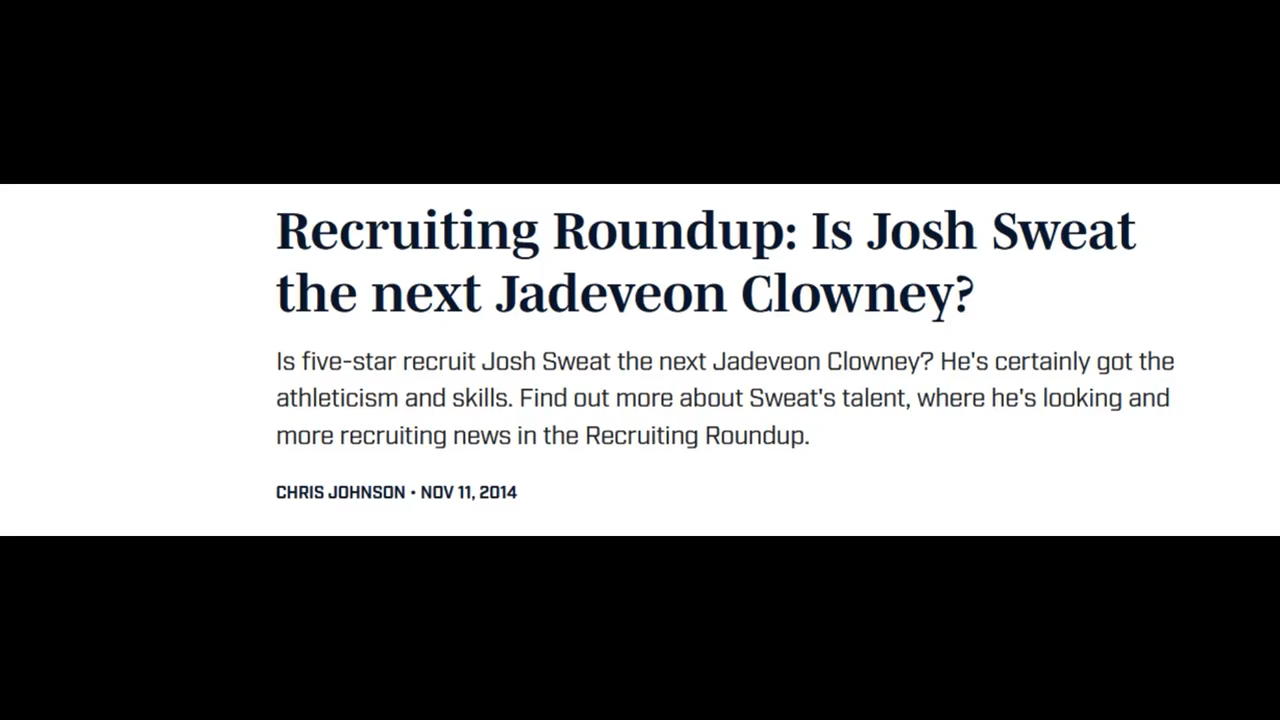 Recruiting Roundup: Is Josh Sweat
the next Jadeveon Clowney?
Is five-star recruit Josh Sweat the next Jadeveon Clowney? He's certainly got the
athleticism and skills. Find out more about Sweat's talent, where he's looking and
more recruiting news in the Recruiting Roundup.
CHRIS JOHNSON • NOV 11, 2014